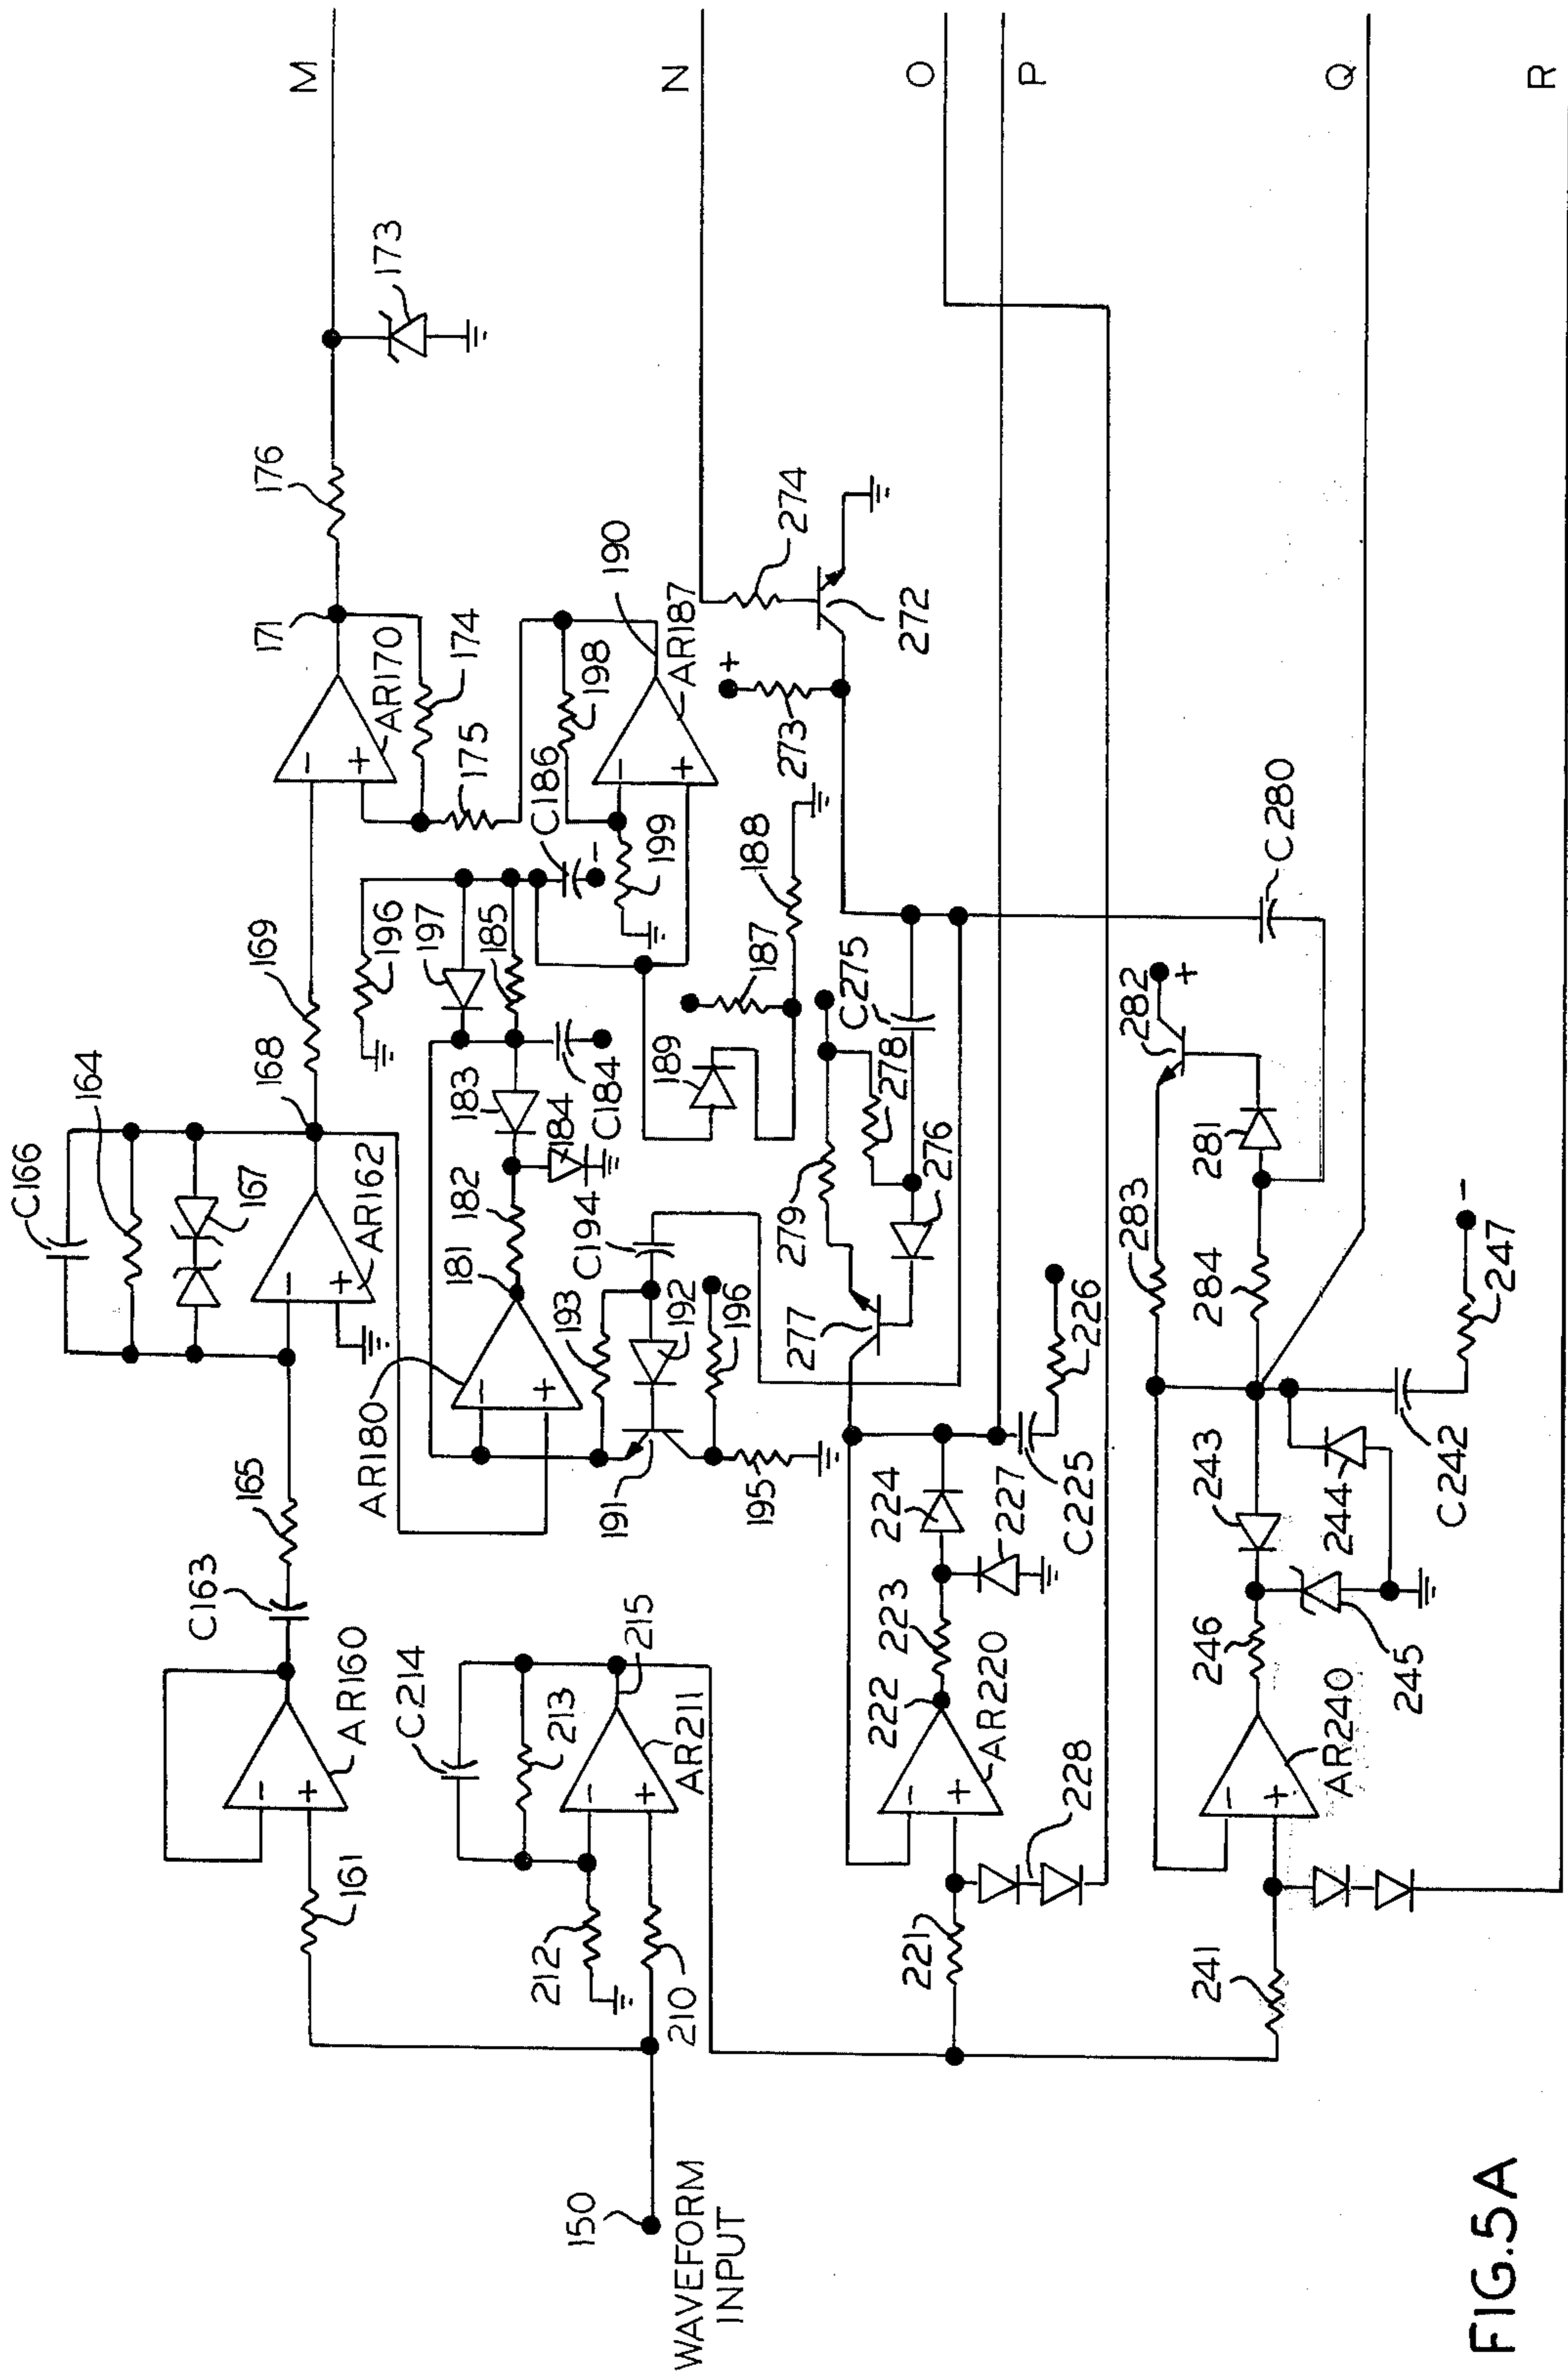 C166
164
167
C163
165
168
169
171
176
M
161
AR160
AR162
AR170
173
174
175
196
197
185
C.214
AR180
181
182
183
184
C184
C186
198
190
AR187
199
212
213
215
AR211
193
C194
192
196
191
195
189
187
188
N
150
WAVEFORM
INPUT
210
273
+
274
272
279
278
C275
276
277
O
P
221
222
223
224
227
AR220
228
C225
226
283
282
+
281
284
C280
241
246
243
244
AR240
245
C242
247
-
Q
R
-
+
-
+
-
+
-
+
-
+
-
+
-
+
-
+
-
FIG.5A